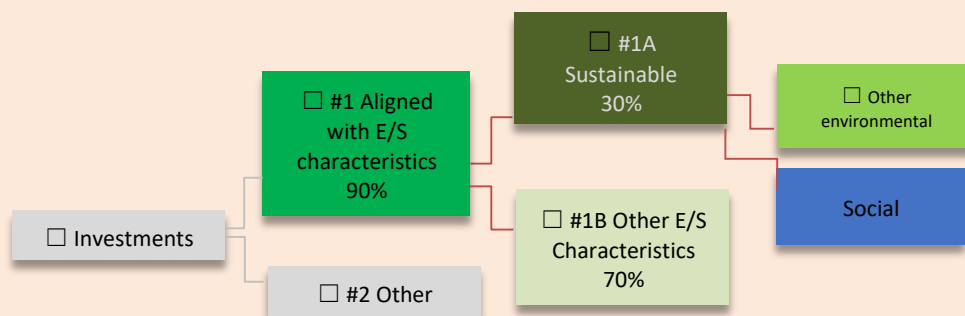 ☐ #1A
Sustainable
30%
☐ #1 Aligned
with E/S
characteristics
90%
☐ Other
environmental
Social
☐ #1B Other E/S
Characteristics
70%
☐ Investments
☐ #2 Other